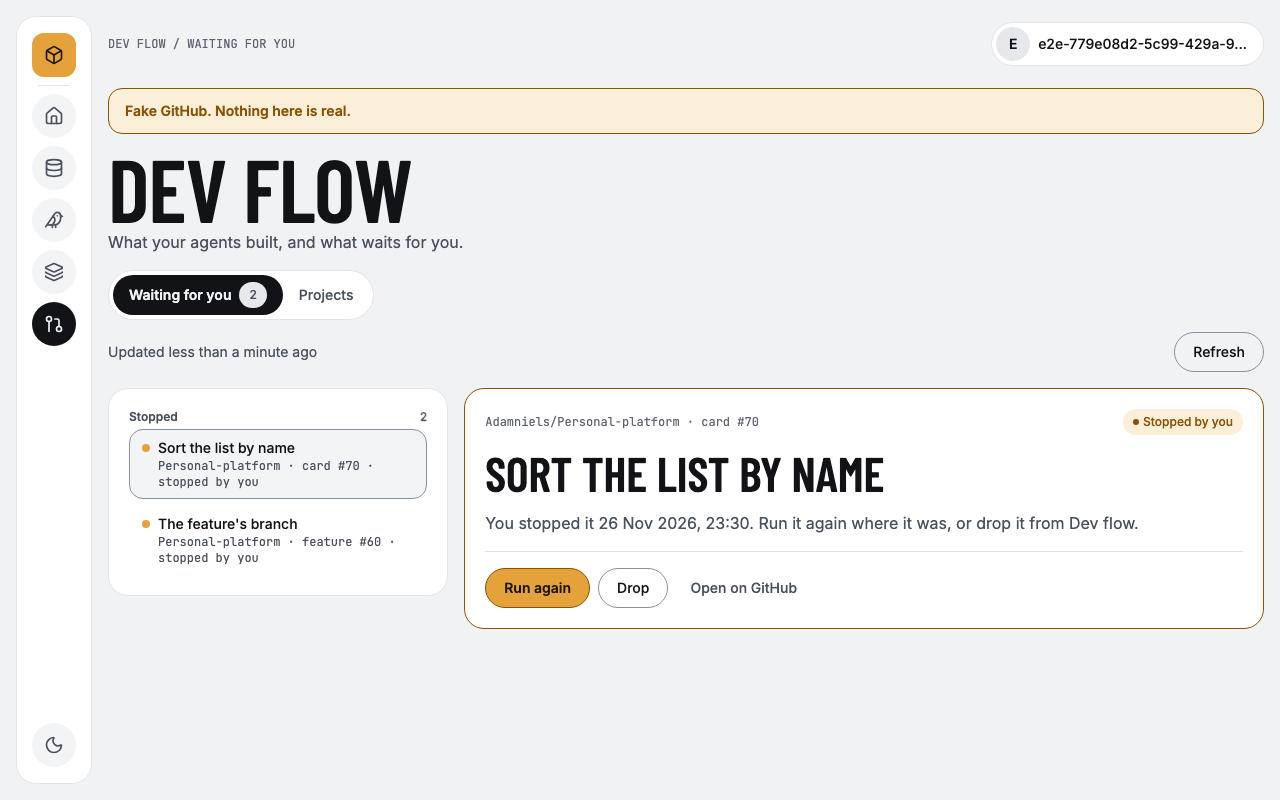 DEV FLOW / WAITING FOR YOU
E
e2e-779e08d2-5c99-429a-9...
Fake GitHub. Nothing here is real.
DEV FLOW
What your agents built, and what waits for you.
Waiting for you 2
Projects
Updated less than a minute ago
Refresh
Stopped 2
Sort the list by name
Personal-platform · card #70 ·
stopped by you
The feature's branch
Personal-platform · feature #60 ·
stopped by you
Adamniels/Personal-platform · card #70
Stopped by you
SORT THE LIST BY NAME
You stopped it 26 Nov 2026, 23:30. Run it again where it was, or drop it from Dev flow.
Run again
Drop
Open on GitHub